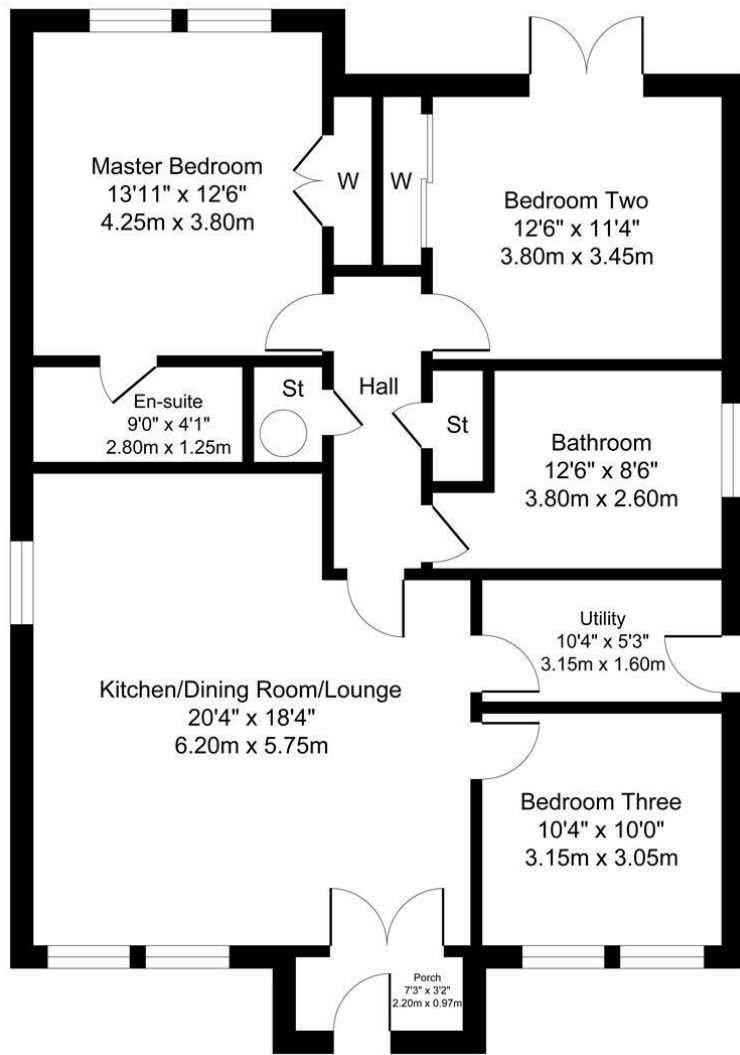 Master Bedroom
13'11" x 12'6"
4.25m x 3.80m
W
W
Bedroom Two
12'6" x 11'4"
3.80m x 3.45m
En-suite
9'0" x 4'1"
2.80m x 1.25m
St
Hall
St
Bathroom
12'6" x 8'6"
3.80m x 2.60m
Utility
10'4" x 5'3"
3.15m x 1.60m
Kitchen/Dining Room/Lounge
20'4" x 18'4"
6.20m x 5.75m
Bedroom Three
10'4" x 10'0"
3.15m x 3.05m
Porch
7'3" x 3'2"
2.20m x 0.97m